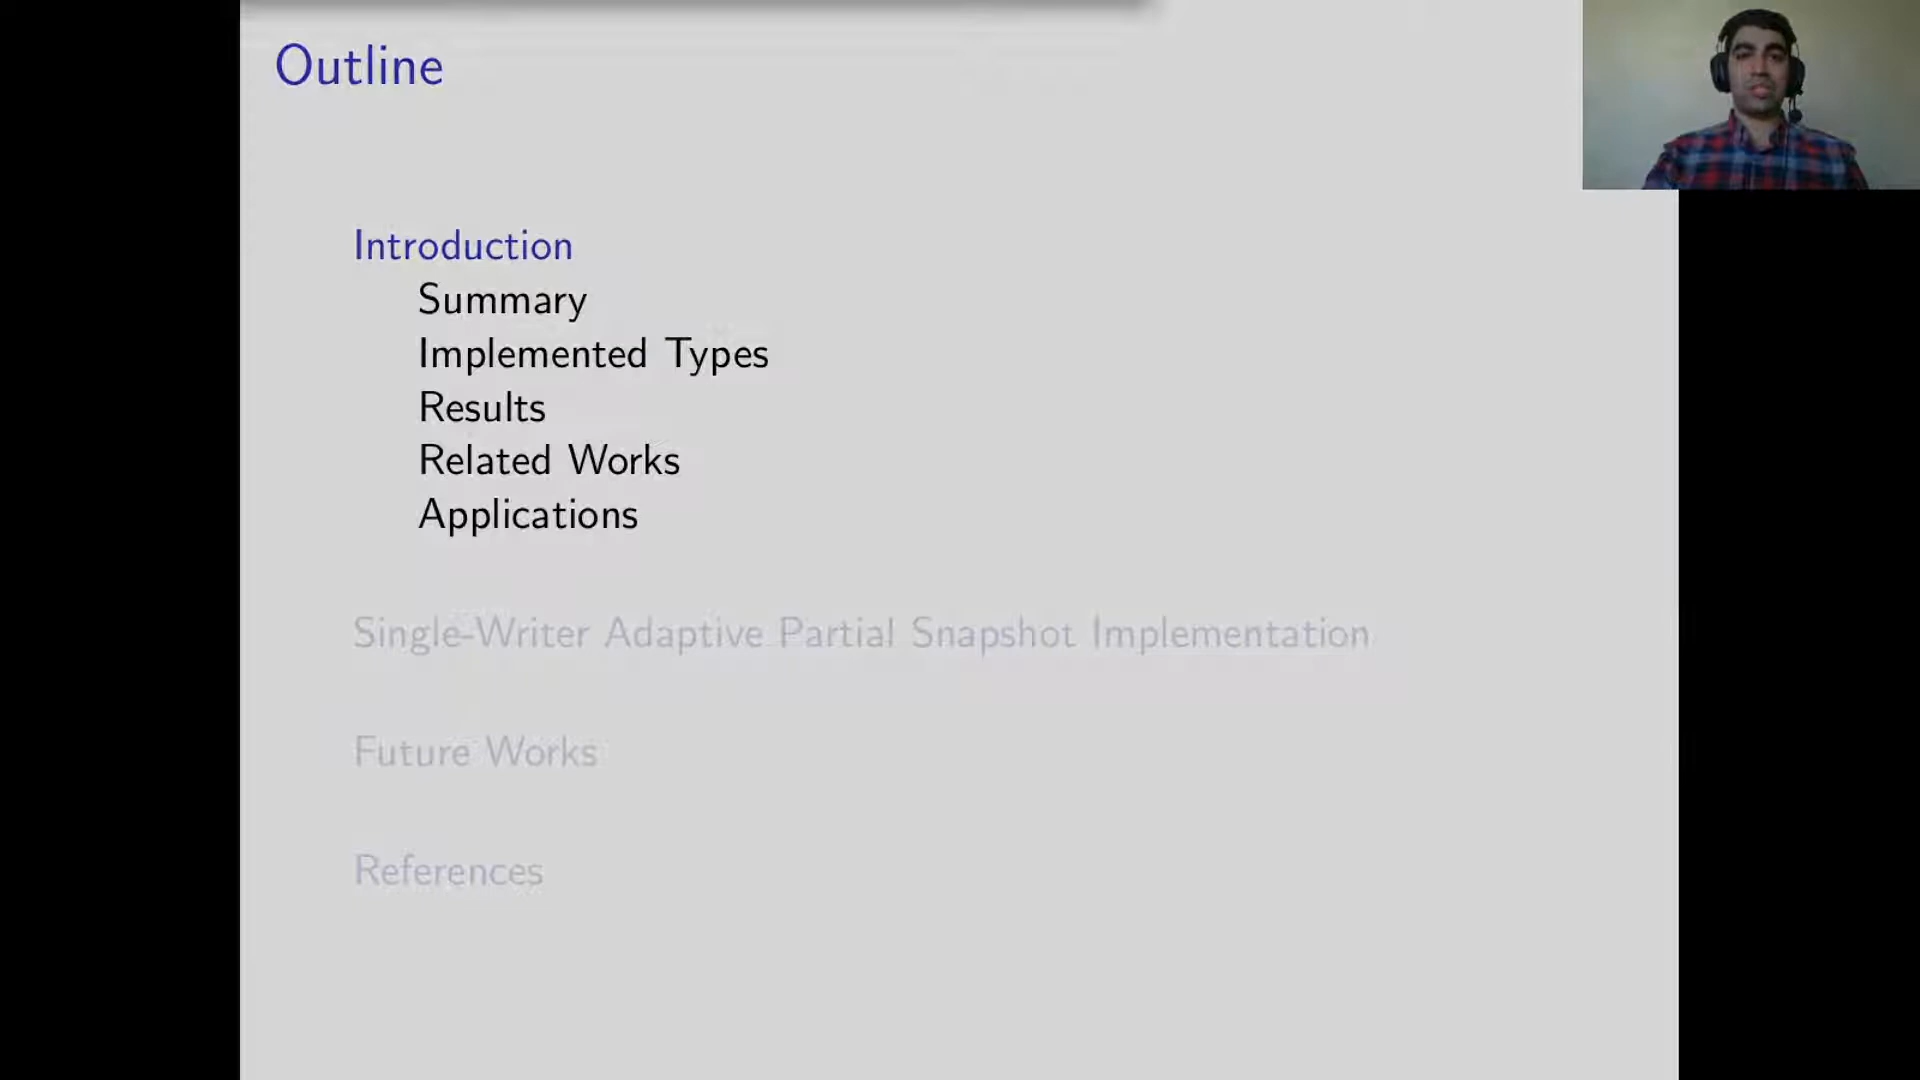 Outline
Introduction
Summary
Implemented Types
Results
Related Works
Applications
Single-Writer Adaptive Partial Snapshot Implementation
Future Works
References